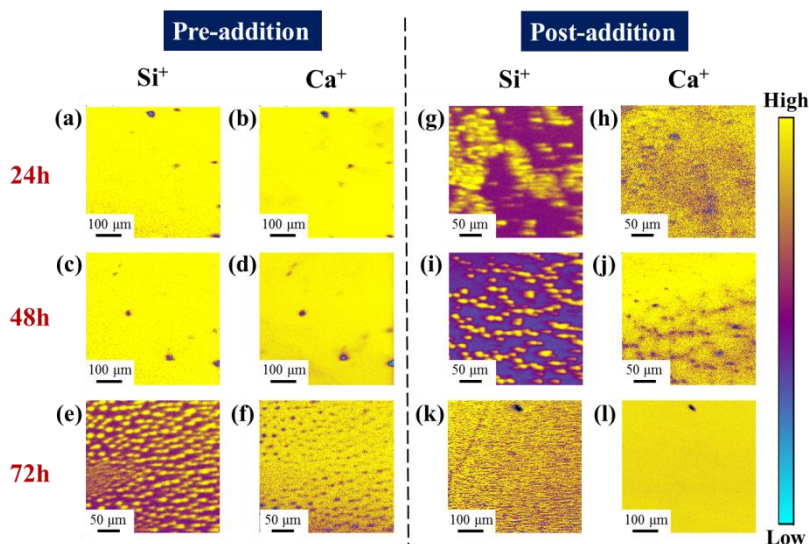 Pre-addition Post-addition
Si⁺ Ca⁺ Si⁺ Ca⁺
High
(a) (b) (g) (h)
24h
100 μm 100 μm 50 μm 50 μm
(c) (d) (i) (j)
48h
100 μm 100 μm 50 μm 50 μm
(e) (f) (k) (l)
72h
50 μm 50 μm 100 μm 100 μm
Low